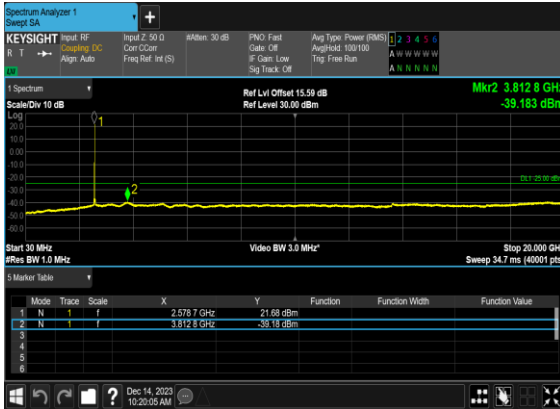 Spectrum Analyzer 1
Swept SA
+
KEYSIGHT
R T
Input: RF
Coupling: DC
Align: Auto
Input Z: 50 Ω
Corr CCorr
Freq Ref: Int (S)
#Atten: 30 dB
PNO: Fast
Gate: Off
IF Gain: Low
Sig Track: Off
Avg Type: Power (RMS)
Avg|Hold: 100/100
Trig: Free Run
1 2 3 4 5 6
A W W W W W
A N N N N N
1 Spectrum
Scale/Div 10 dB
Ref Lvl Offset 15.59 dB
Ref Level 30.00 dBm
Mkr2 3.812 8 GHz
-39.183 dBm
Log
20.0
10.0
0.00
-10.0
-20.0
-30.0
-40.0
-50.0
-60.0
1
2
DL1 -25.00 dBm
Start 30 MHz
#Res BW 1.0 MHz
Video BW 3.0 MHz*
Stop 20.000 GH
Sweep 34.7 ms (40001 pts
5 Marker Table
Mode Trace Scale X Y Function Function Width Function Value
1 N 1 f 2.578 7 GHz 21.68 dBm
2 N 1 f 3.812 8 GHz -39.18 dBm
3
4
5
6
?
Dec 14, 2023
10:20:05 AM